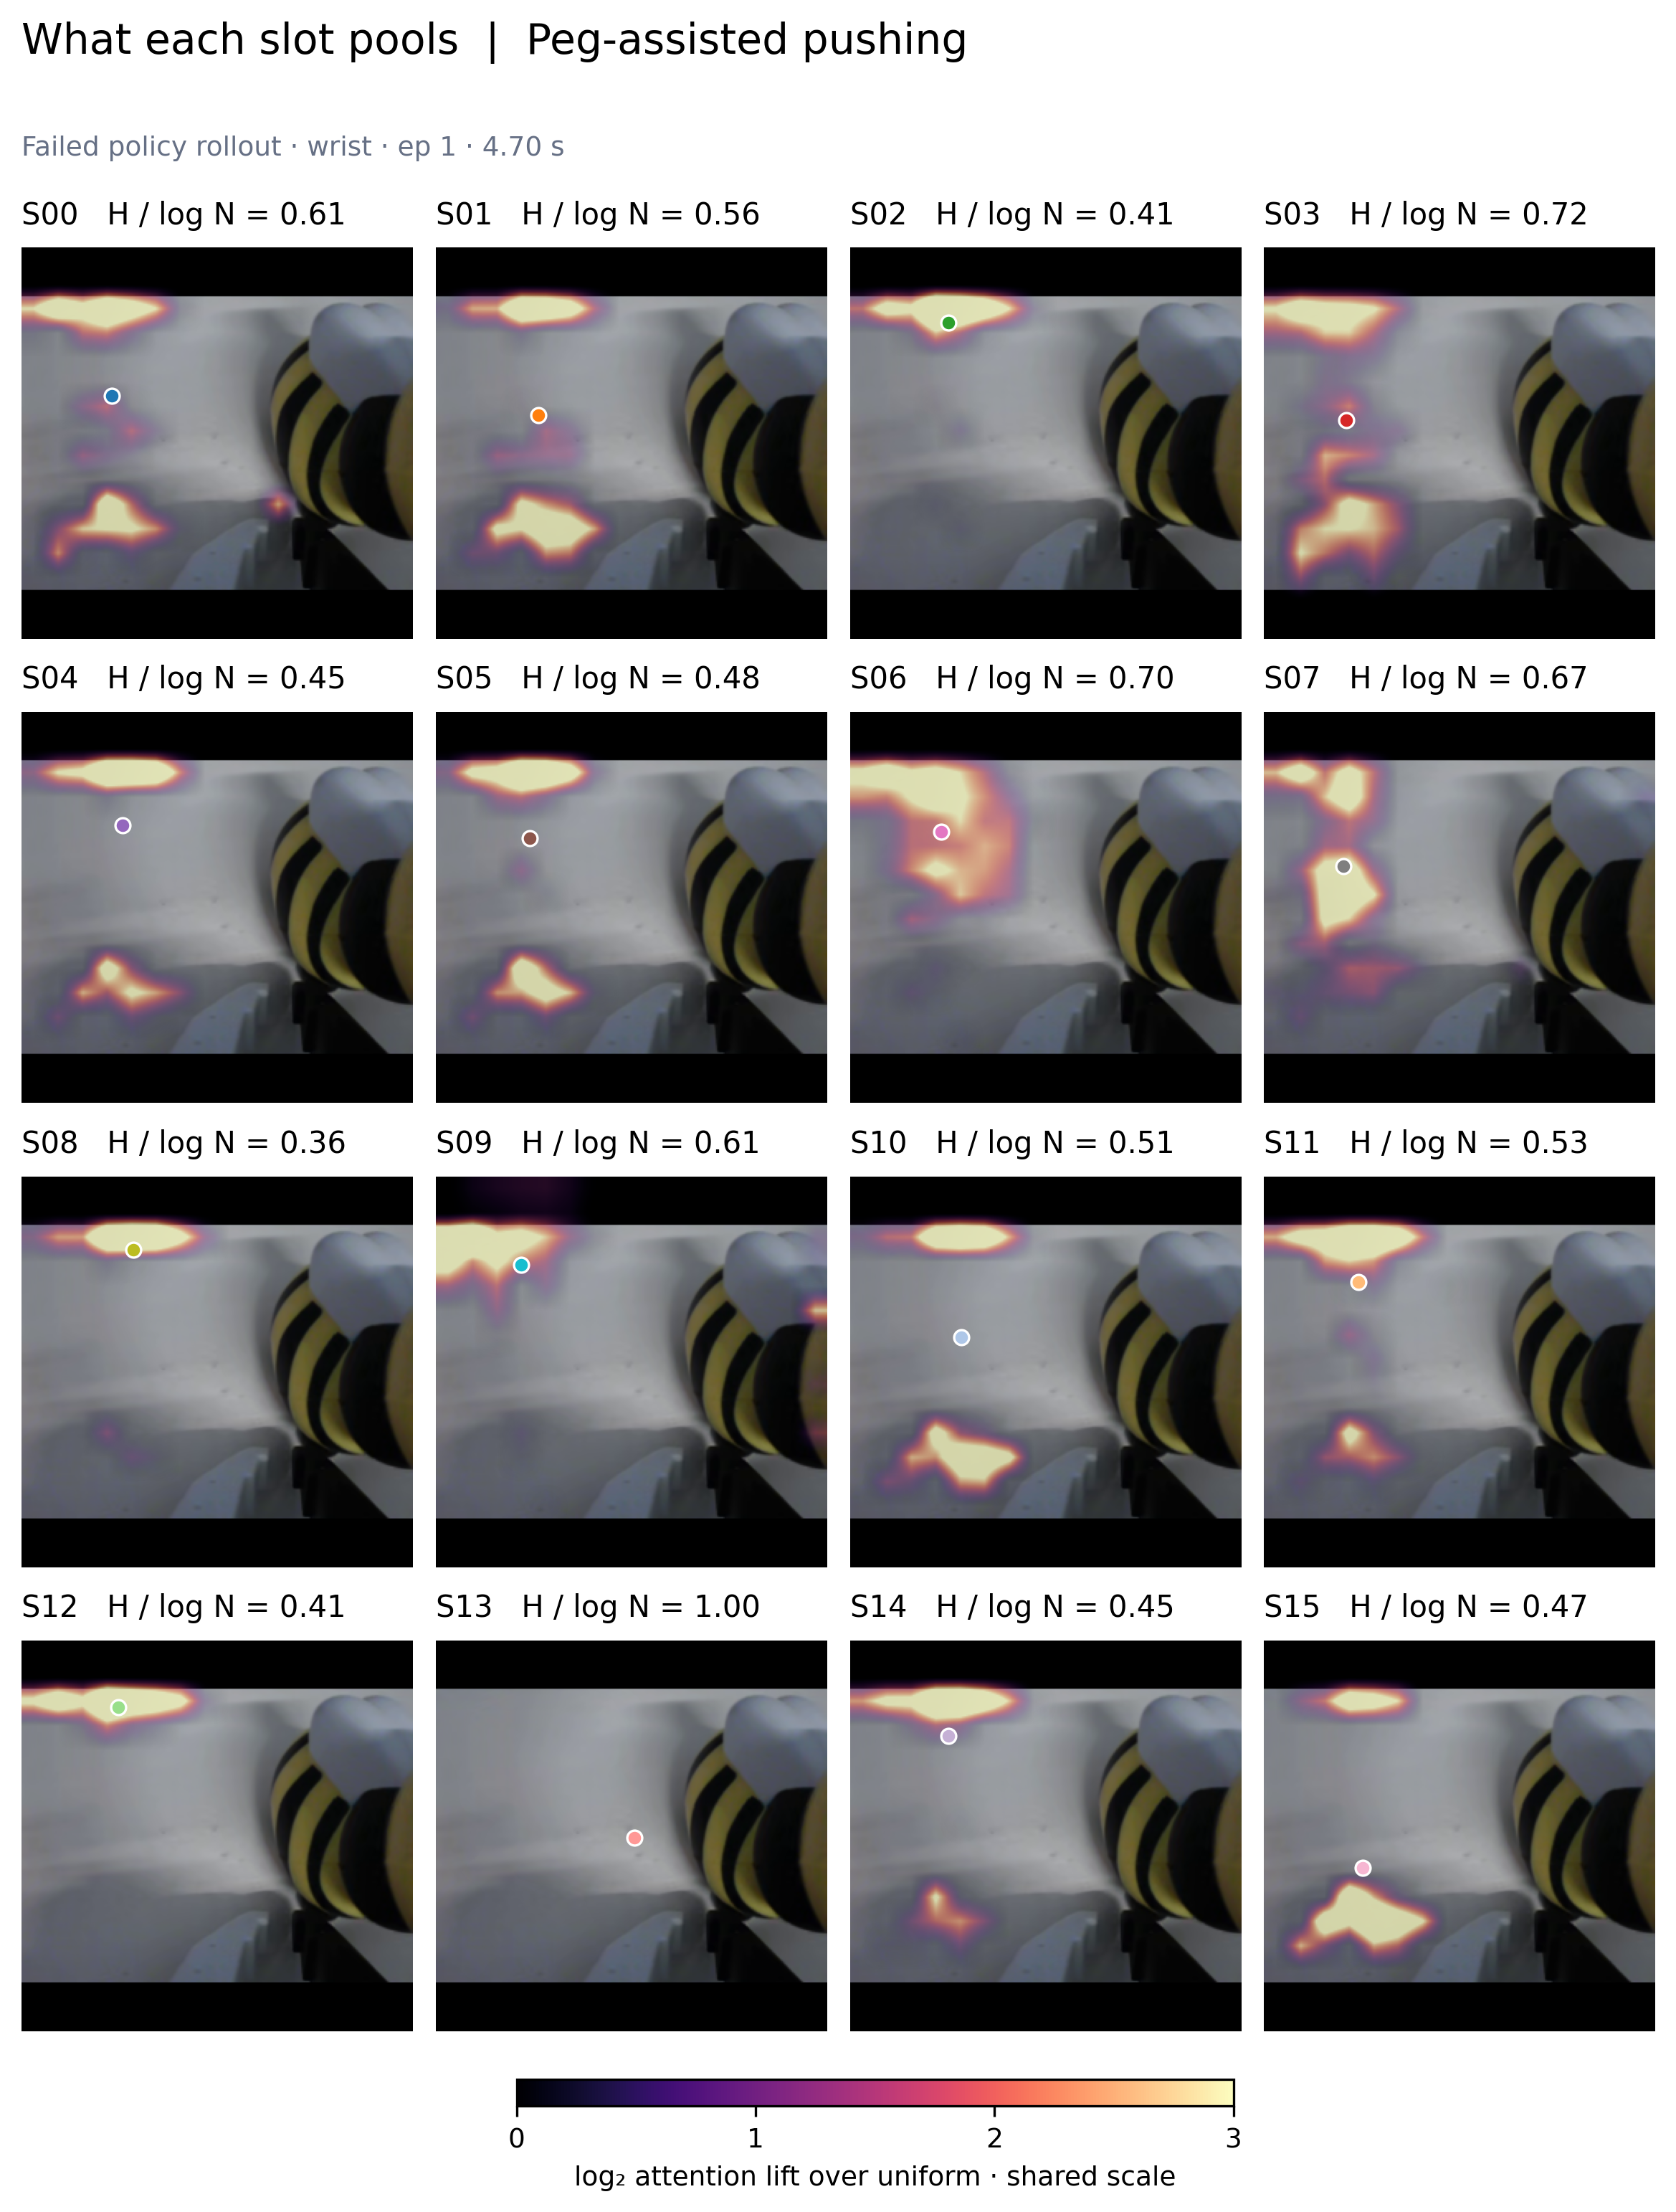 What each slot pools | Peg-assisted pushing
Failed policy rollout · wrist · ep 1 · 4.70 s
S00 H / log N = 0.61
S01 H / log N = 0.56
S02 H / log N = 0.41
S03 H / log N = 0.72
S04 H / log N = 0.45
S05 H / log N = 0.48
S06 H / log N = 0.70
S07 H / log N = 0.67
S08 H / log N = 0.36
S09 H / log N = 0.61
S10 H / log N = 0.51
S11 H / log N = 0.53
S12 H / log N = 0.41
S13 H / log N = 1.00
S14 H / log N = 0.45
S15 H / log N = 0.47
0 1 2 3
log₂ attention lift over uniform · shared scale